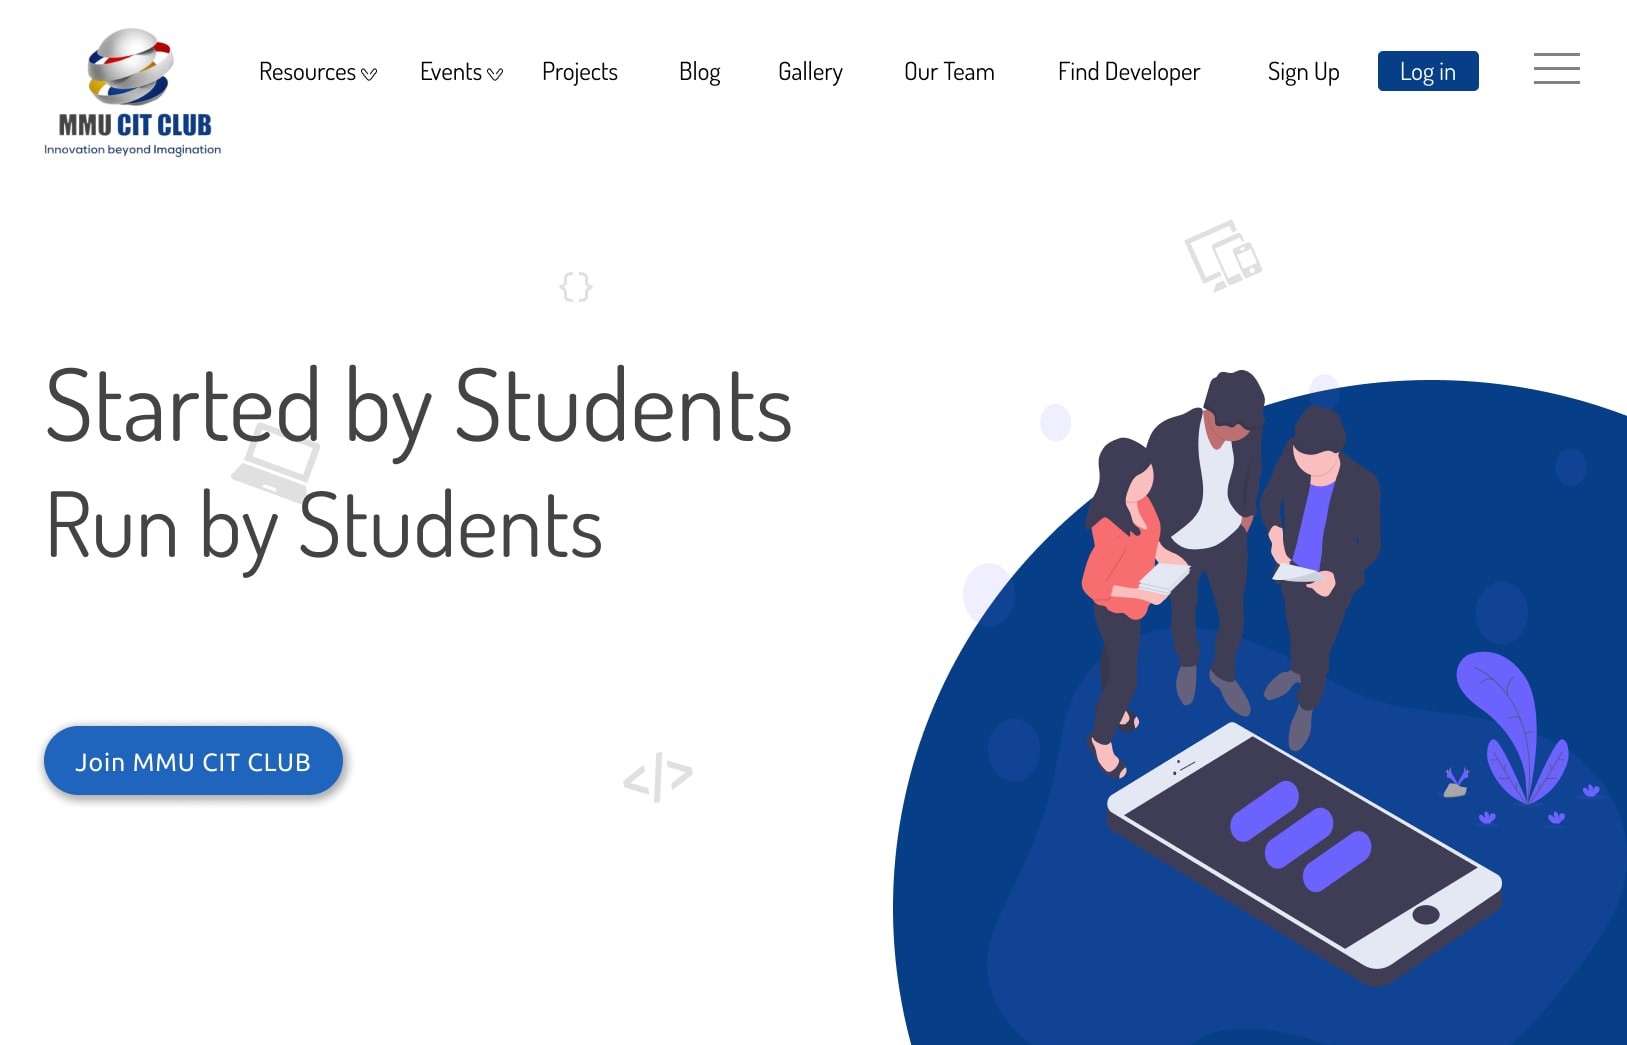 MMU CIT CLUB
Innovation beyond Imagination
Resources Events Projects Blog Gallery Our Team Find Developer Sign Up Log in
{}
Started by Students
Run by Students
Join MMU CIT CLUB
</>